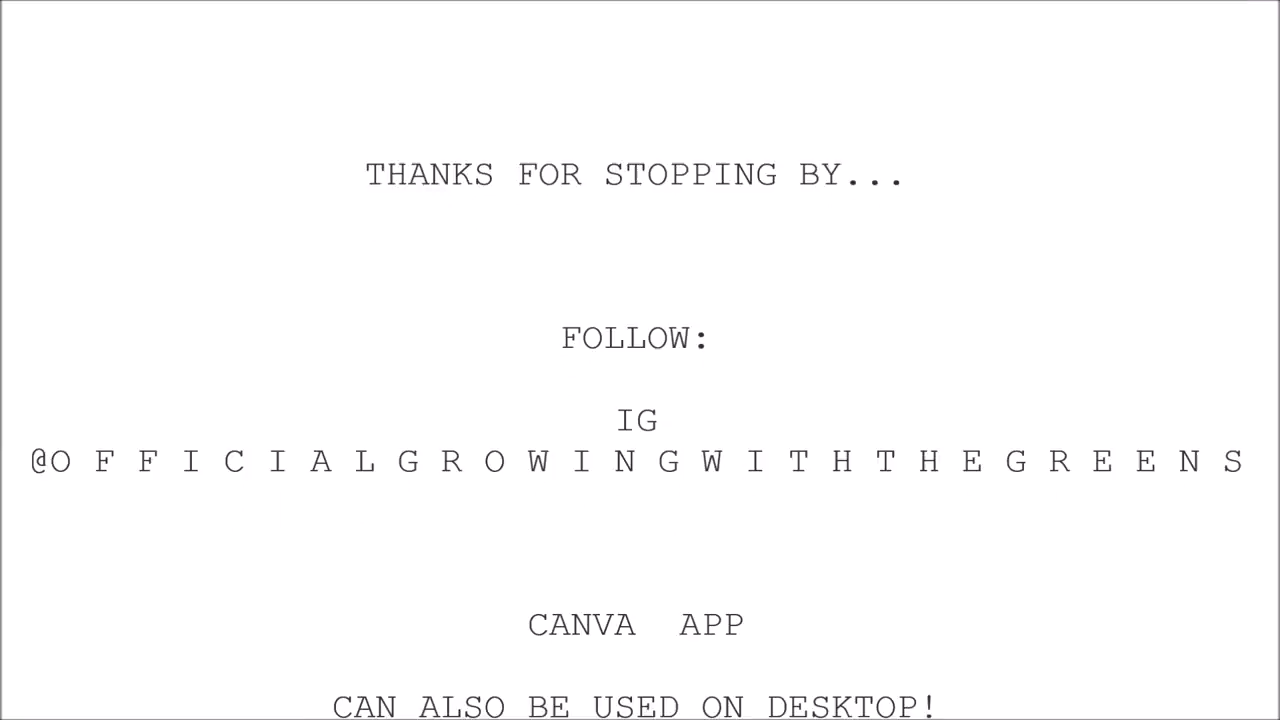 THANKS FOR STOPPING BY...
FOLLOW:
IG
@O F F I C I A L G R O W I N G W I T H T H E G R E E N S
CANVA  APP
CAN ALSO BE USED ON DESKTOP!